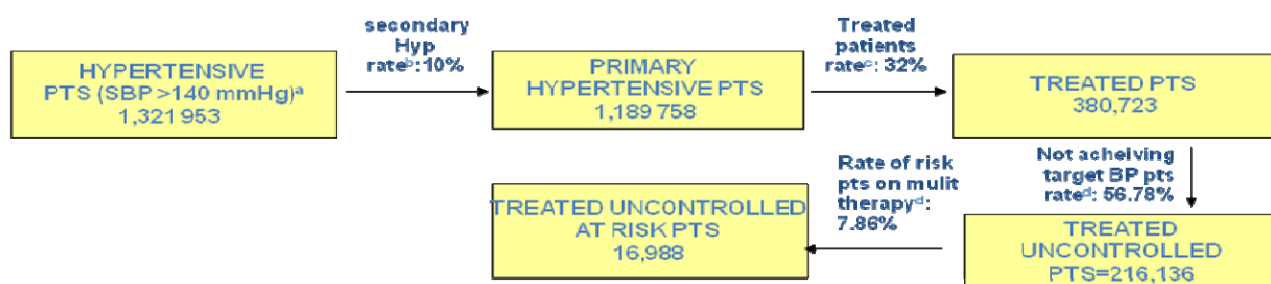 HYPERTENSIVE
PTS (SBP >140 mmHg)ᵃ
1,321 953
secondary
Hyp
rateᵇ: 10%
PRIMARY
HYPERTENSIVE PTS
1,189 758
Treated
patients
rateᶜ: 32%
TREATED PTS
380,723
Not acheiving
target BP pts
rateᵈ: 56.78%
TREATED
UNCONTROLLED
PTS=216,136
Rate of risk
pts on mulit
therapyᵈ:
7.86%
TREATED UNCONTROLLED
AT RISK PTS
16,988